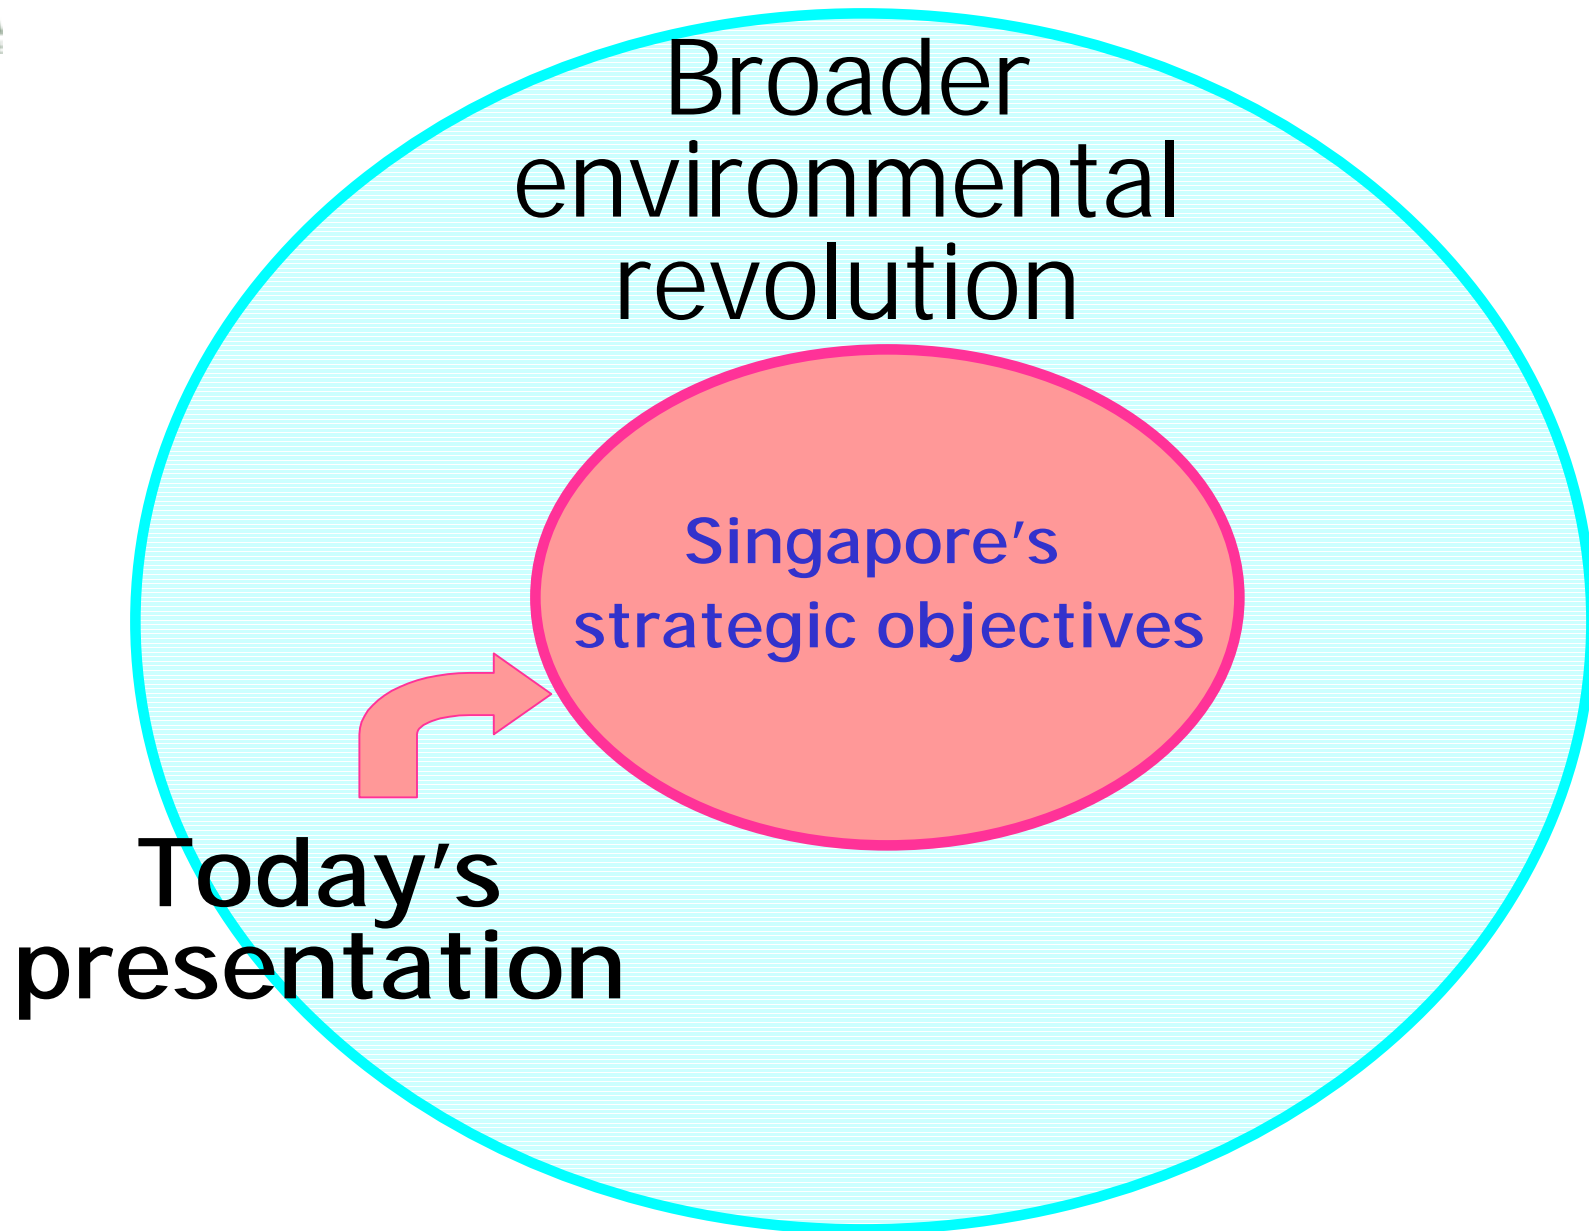 Broader
environmental
revolution
Singapore's
strategic objectives
Today's
presentation